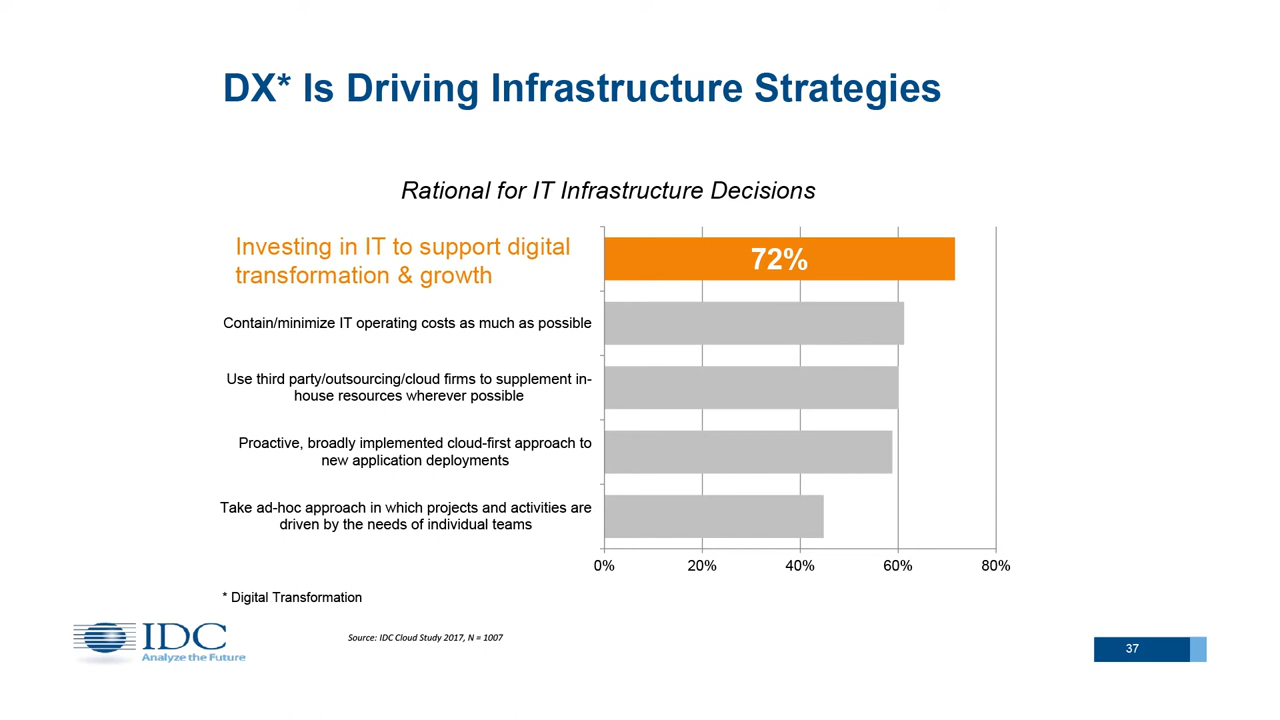 DX* Is Driving Infrastructure Strategies
Rational for IT Infrastructure Decisions
Investing in IT to support digital
transformation & growth
72%
Contain/minimize IT operating costs as much as possible
Use third party/outsourcing/cloud firms to supplement in-
house resources wherever possible
Proactive, broadly implemented cloud-first approach to
new application deployments
Take ad-hoc approach in which projects and activities are
driven by the needs of individual teams
0% 20% 40% 60% 80%
* Digital Transformation
IDC
Analyze the Future
Source: IDC Cloud Study 2017, N = 1007
37